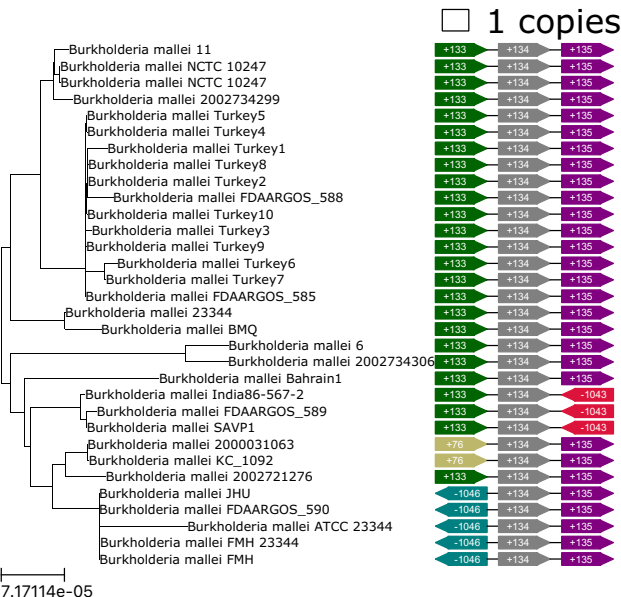 1 copies
Burkholderia mallei 11 +133 +134 +135
Burkholderia mallei NCTC 10247 +133 +134 +135
Burkholderia mallei NCTC 10247 +133 +134 +135
Burkholderia mallei 2002734299 +133 +134 +135
Burkholderia mallei Turkey5 +133 +134 +135
Burkholderia mallei Turkey4 +133 +134 +135
Burkholderia mallei Turkey1 +133 +134 +135
Burkholderia mallei Turkey8 +133 +134 +135
Burkholderia mallei Turkey2 +133 +134 +135
Burkholderia mallei FDAARGOS_588 +133 +134 +135
Burkholderia mallei Turkey10 +133 +134 +135
Burkholderia mallei Turkey3 +133 +134 +135
Burkholderia mallei Turkey9 +133 +134 +135
Burkholderia mallei Turkey6 +133 +134 +135
Burkholderia mallei Turkey7 +133 +134 +135
Burkholderia mallei FDAARGOS_585 +133 +134 +135
Burkholderia mallei 23344 +133 +134 +135
Burkholderia mallei BMQ +133 +134 +135
Burkholderia mallei 6 +133 +134 +135
Burkholderia mallei 2002734306 +133 +134 +135
Burkholderia mallei Bahrain1 +133 +134 +135
Burkholderia mallei India86-567-2 +133 +134 -1043
Burkholderia mallei FDAARGOS_589 +133 +134 -1043
Burkholderia mallei SAVP1 +133 +134 -1043
Burkholderia mallei 2000031063 +76 +134 +135
Burkholderia mallei KC_1092 +76 +134 +135
Burkholderia mallei 2002721276 +133 +134 +135
Burkholderia mallei JHU -1046 +134 +135
Burkholderia mallei FDAARGOS_590 -1046 +134 +135
Burkholderia mallei ATCC 23344 -1046 +134 +135
Burkholderia mallei FMH 23344 -1046 +134 +135
Burkholderia mallei FMH -1046 +134 +135
7.17114e-05